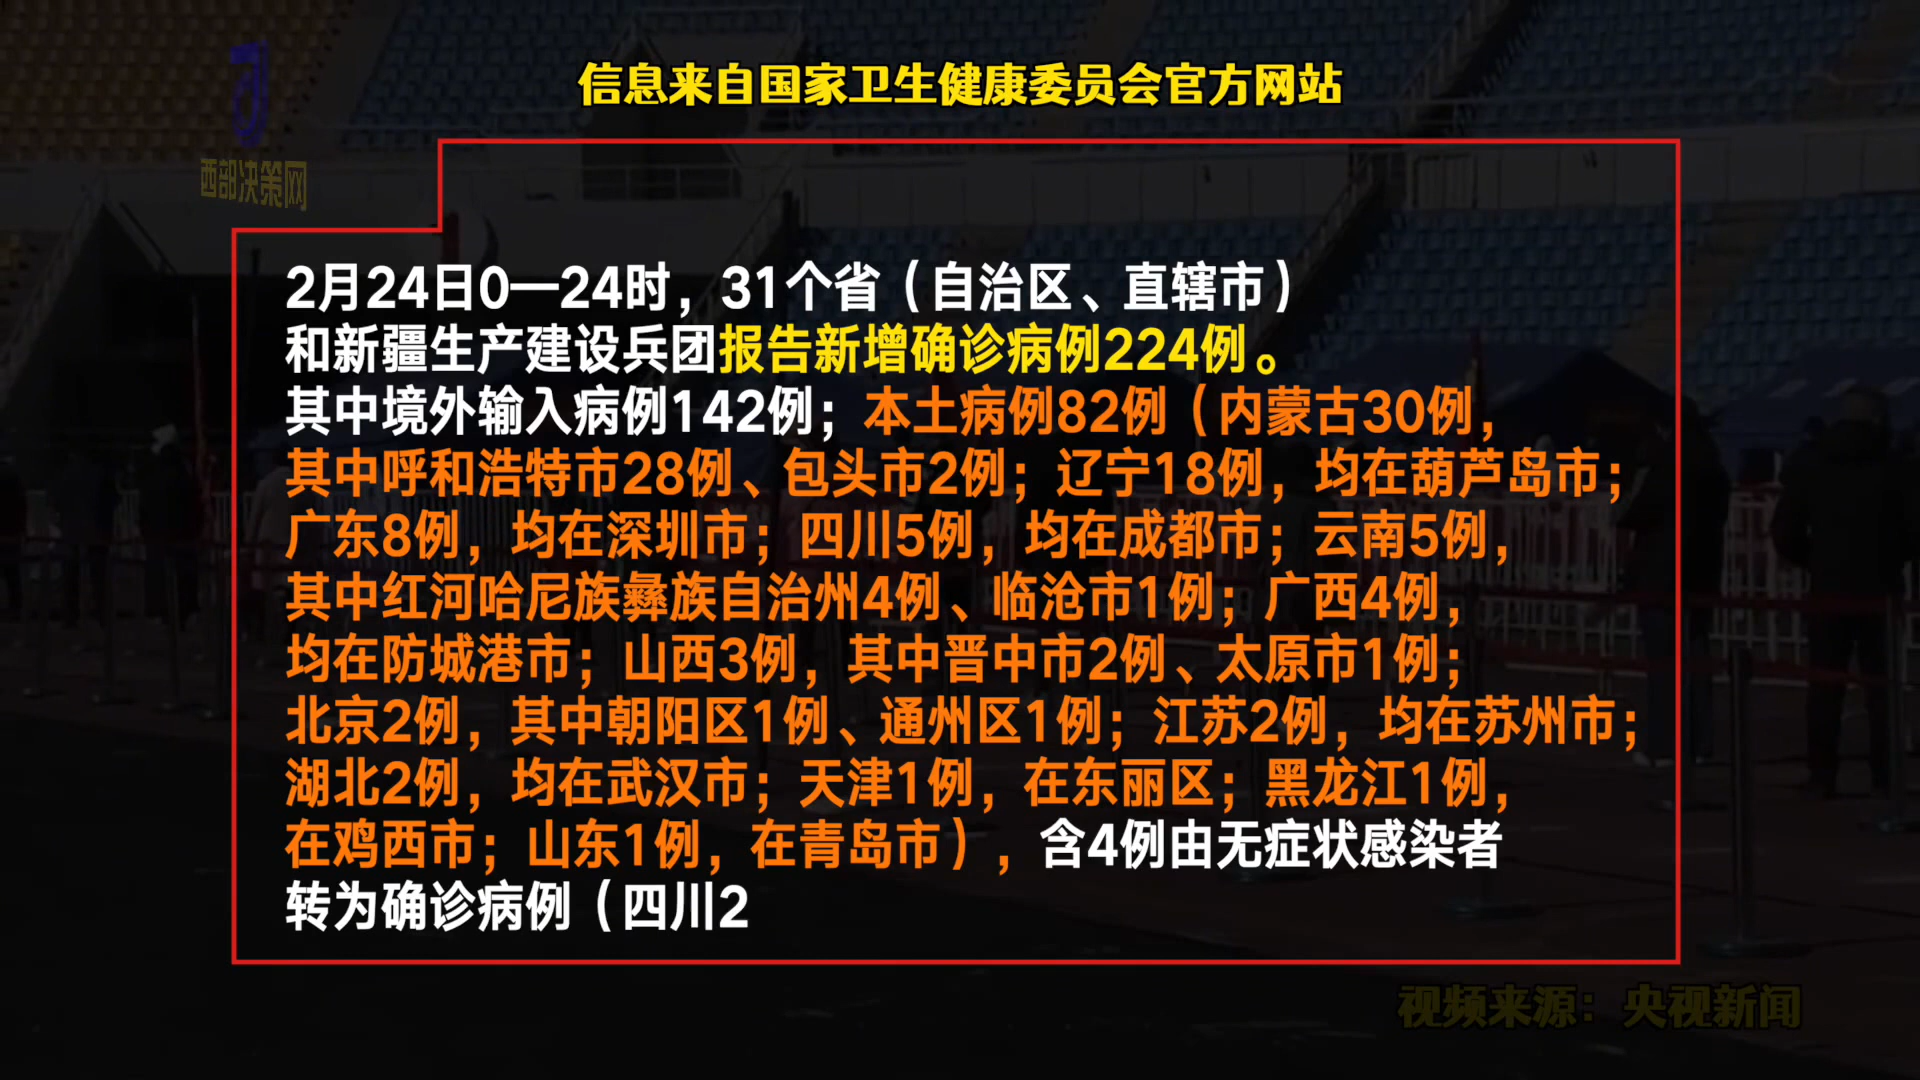 信息来自国家卫生健康委员会官方网站
西部决策网
2月24日0—24时，31个省（自治区、直辖市）
和新疆生产建设兵团报告新增确诊病例224例。
其中境外输入病例142例；本土病例82例（内蒙古30例，
其中呼和浩特市28例、包头市2例；辽宁18例，均在葫芦岛市；
广东8例，均在深圳市；四川5例，均在成都市；云南5例，
其中红河哈尼族彝族自治州4例、临沧市1例；广西4例，
均在防城港市；山西3例，其中晋中市2例、太原市1例；
北京2例，其中朝阳区1例、通州区1例；江苏2例，均在苏州市；
湖北2例，均在武汉市；天津1例，在东丽区；黑龙江1例，
在鸡西市；山东1例，在青岛市），含4例由无症状感染者
转为确诊病例（四川2
视频来源：央视新闻